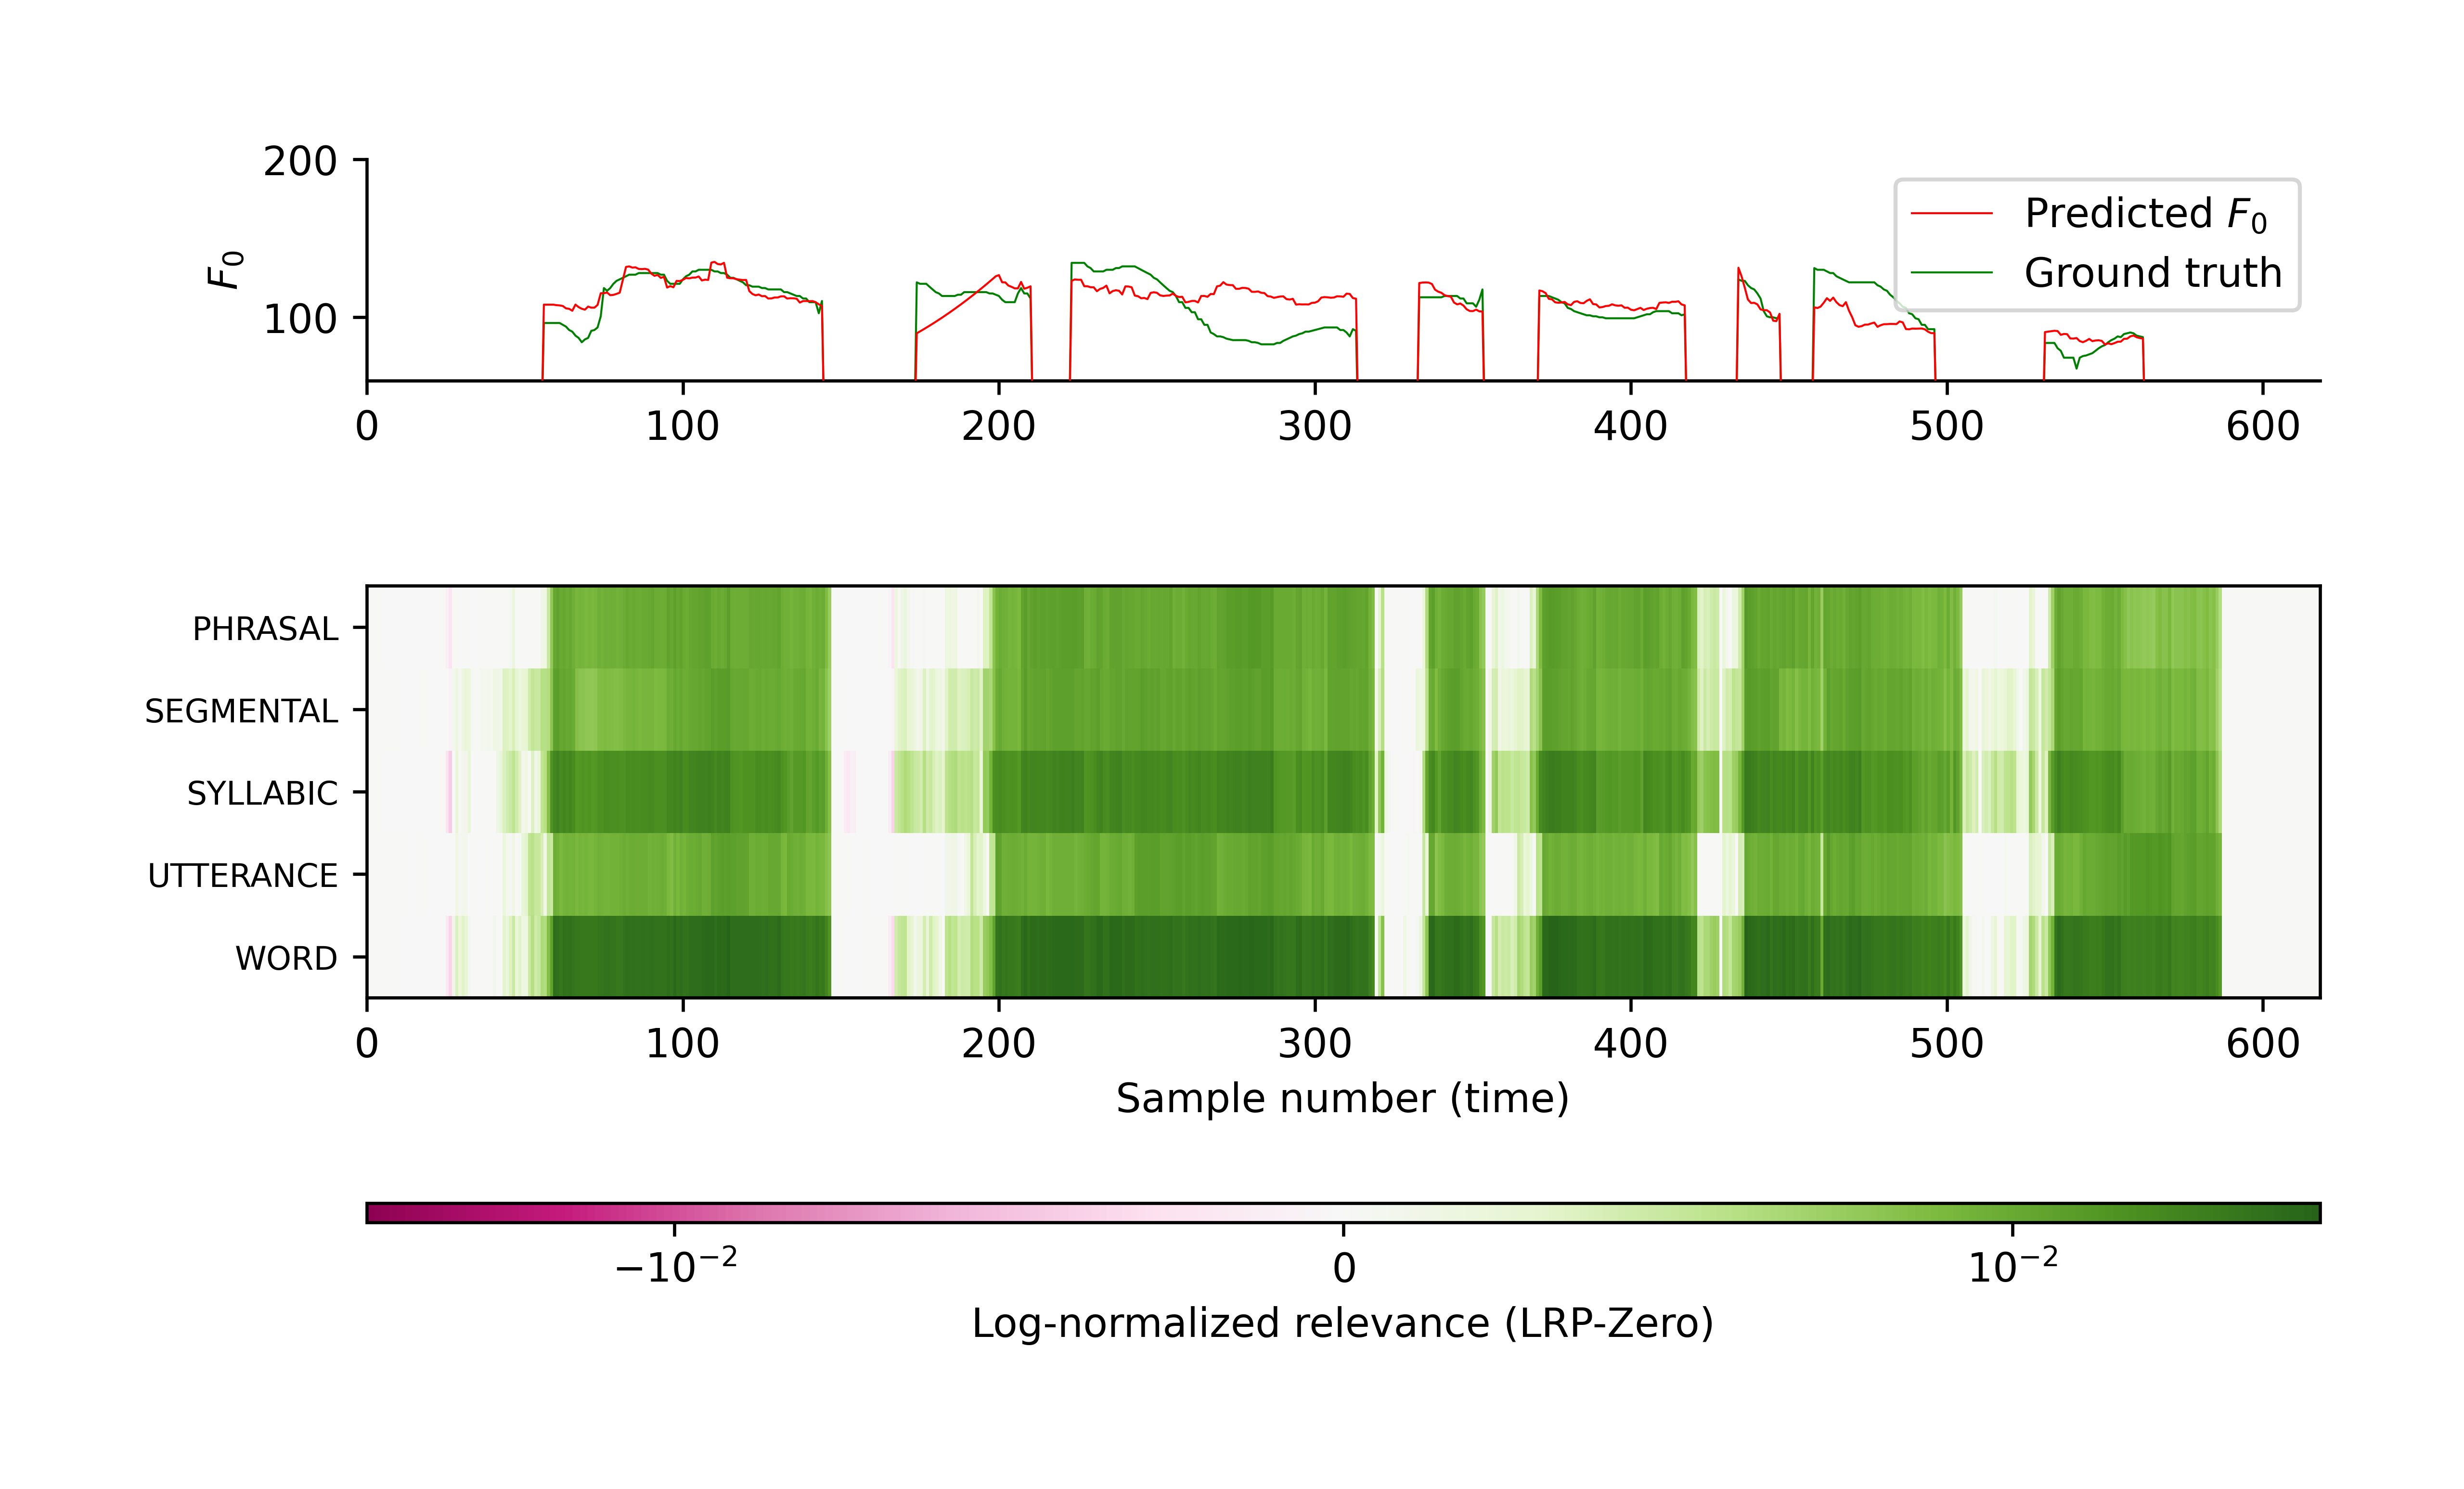 200
100
F0
Predicted F0
Ground truth
0 100 200 300 400 500 600
PHRASAL
SEGMENTAL
SYLLABIC
UTTERANCE
WORD
0 100 200 300 400 500 600
Sample number (time)
−10−2 0 10−2
Log-normalized relevance (LRP-Zero)